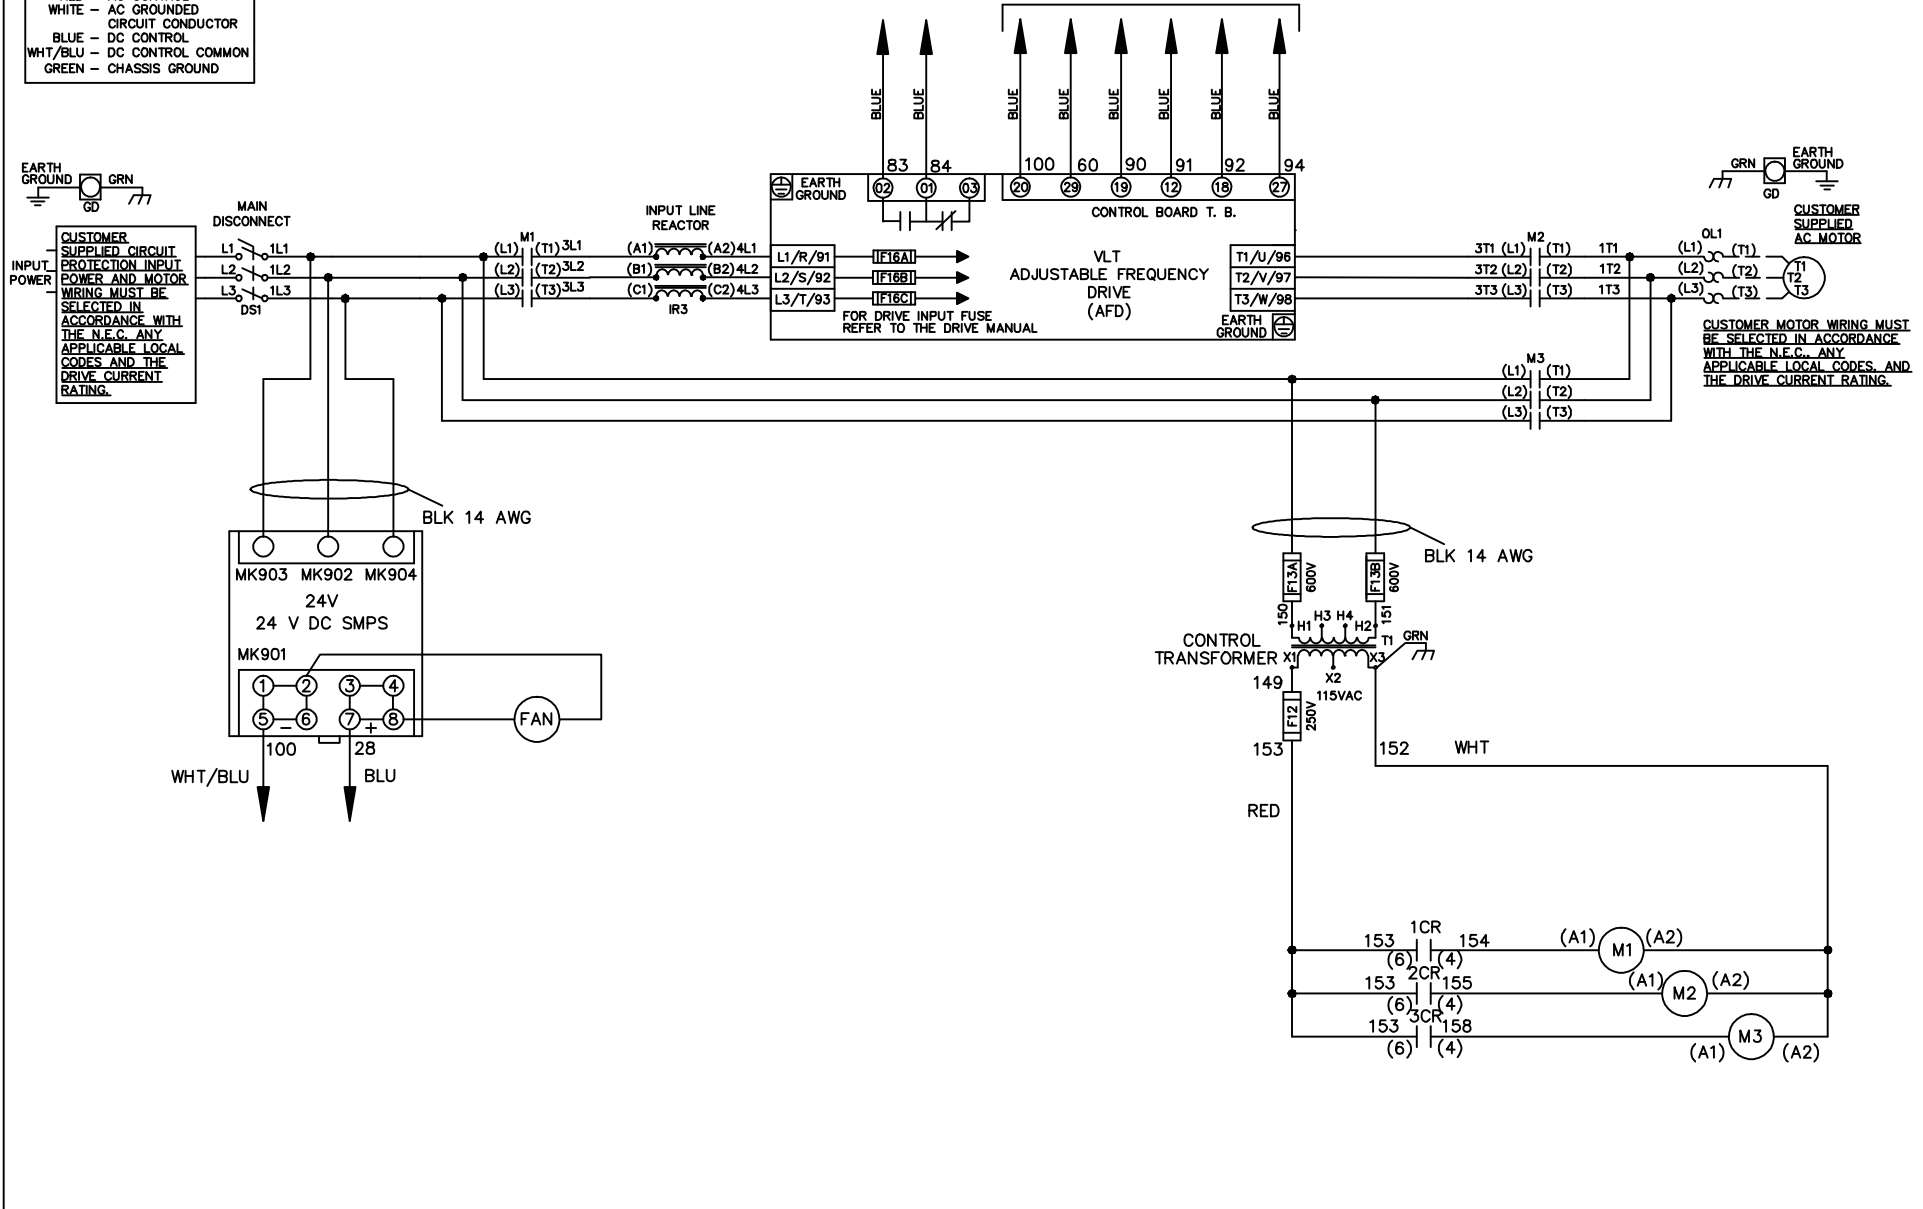 WHITE – AC GROUNDED
CIRCUIT CONDUCTOR
BLUE – DC CONTROL
WHT/BLU – DC CONTROL COMMON
GREEN – CHASSIS GROUND
BLUE
BLUE
BLUE
BLUE
BLUE
BLUE
BLUE
BLUE
EARTH
GROUND
GRN
GD
83
84
100
60
90
91
92
94
EARTH
GROUND
02
01
03
20
29
19
12
18
27
CONTROL BOARD T. B.
GRN
EARTH
GROUND
GD
MAIN
DISCONNECT
INPUT LINE
REACTOR
CUSTOMER
SUPPLIED
AC MOTOR
INPUT
POWER
CUSTOMER
SUPPLIED CIRCUIT
PROTECTION INPUT
POWER AND MOTOR
WIRING MUST BE
SELECTED IN
ACCORDANCE WITH
THE N.E.C. ANY
APPLICABLE LOCAL
CODES AND THE
DRIVE CURRENT
RATING.
L1
1L1
L2
1L2
L3
1L3
DS1
M1
(L1)
(T1)
3L1
(L2)
(T2)
3L2
(L3)
(T3)
3L3
(A1)
(A2)
4L1
(B1)
(B2)
4L2
(C1)
(C2)
4L3
IR3
L1/R/91
F16A
L2/S/92
F16B
L3/T/93
F16C
FOR DRIVE INPUT FUSE
REFER TO THE DRIVE MANUAL
VLT
ADJUSTABLE FREQUENCY
DRIVE
(AFD)
T1/U/96
T2/V/97
T3/W/98
EARTH
GROUND
M2
3T1
(L1)
(T1)
1T1
3T2
(L2)
(T2)
1T2
3T3
(L3)
(T3)
1T3
OL1
(L1)
(T1)
(L2)
(T2)
(L3)
(T3)
T1
T2
T3
CUSTOMER MOTOR WIRING MUST
BE SELECTED IN ACCORDANCE
WITH THE N.E.C., ANY
APPLICABLE LOCAL CODES, AND
THE DRIVE CURRENT RATING.
M3
(L1)
(T1)
(L2)
(T2)
(L3)
(T3)
BLK 14 AWG
MK903
MK902
MK904
24V
24 V DC SMPS
MK901
1
2
3
4
5
–
6
7
+
8
FAN
100
28
WHT/BLU
BLU
BLK 14 AWG
F13A
600V
F13B
600V
150
151
H1
H3
H4
H2
T1
GRN
CONTROL
TRANSFORMER
X1
X3
X2
115VAC
149
F12
250V
153
152
WHT
RED
1CR
153
154
(6)
(4)
(A1)
M1
(A2)
2CR
153
155
(6)
(4)
(A1)
M2
(A2)
3CR
153
158
(6)
(4)
(A1)
M3
(A2)